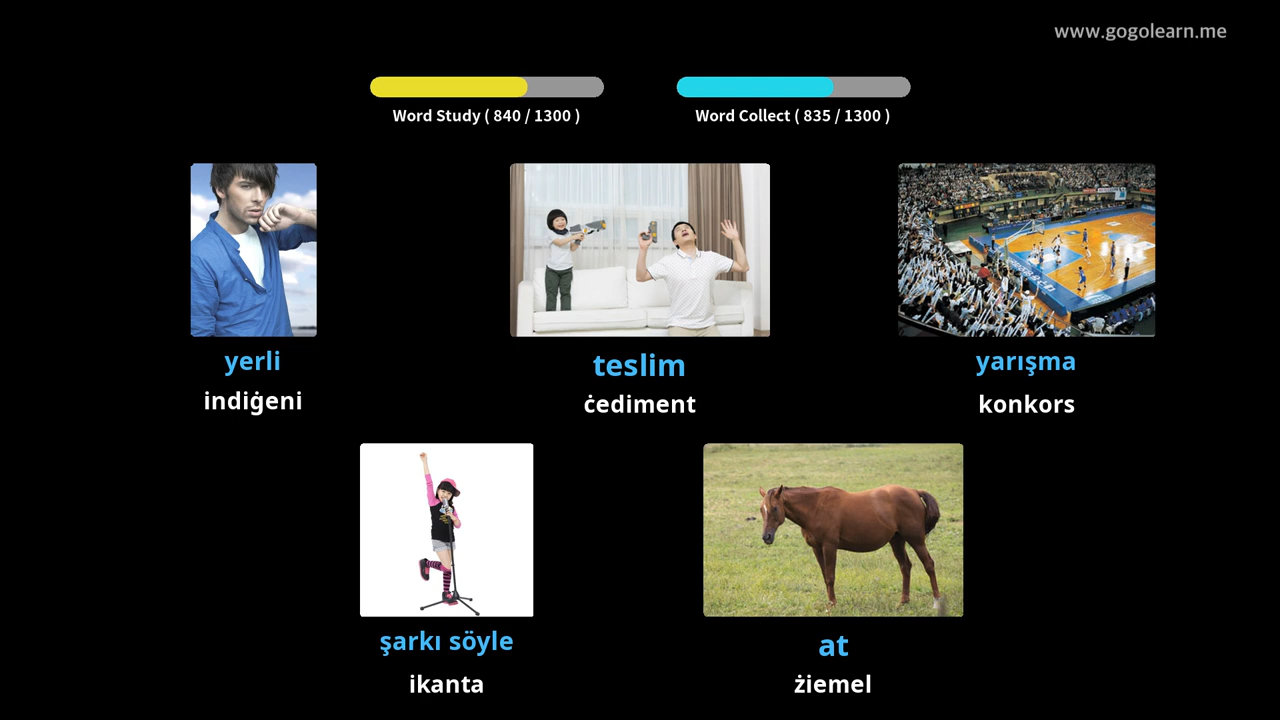 www.gogolearn.me
Word Study ( 840 / 1300 )
Word Collect ( 835 / 1300 )
yerli
indiġeni
teslim
ċediment
yarışma
konkors
şarkı söyle
ikanta
at
żiemel